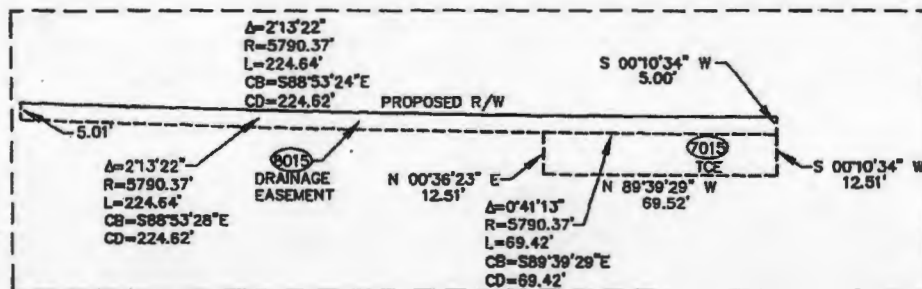 Δ=2°13'22"
R=5790.37'
L=224.64'
CB=S88°53'24"E
CD=224.62'
PROPOSED R/W
S 00°10'34" W
5.00'
5.01'
Δ=2°13'22"
R=5790.37'
L=224.64'
CB=S88°53'28"E
CD=224.62'
8015
DRAINAGE
EASEMENT
N 00°36'23" E
12.51'
7015
TCE
N 89°39'29" W
69.52'
S 00°10'34" W
12.51'
Δ=0°41'13"
R=5790.37'
L=69.42'
CB=S89°39'29"E
CD=69.42'